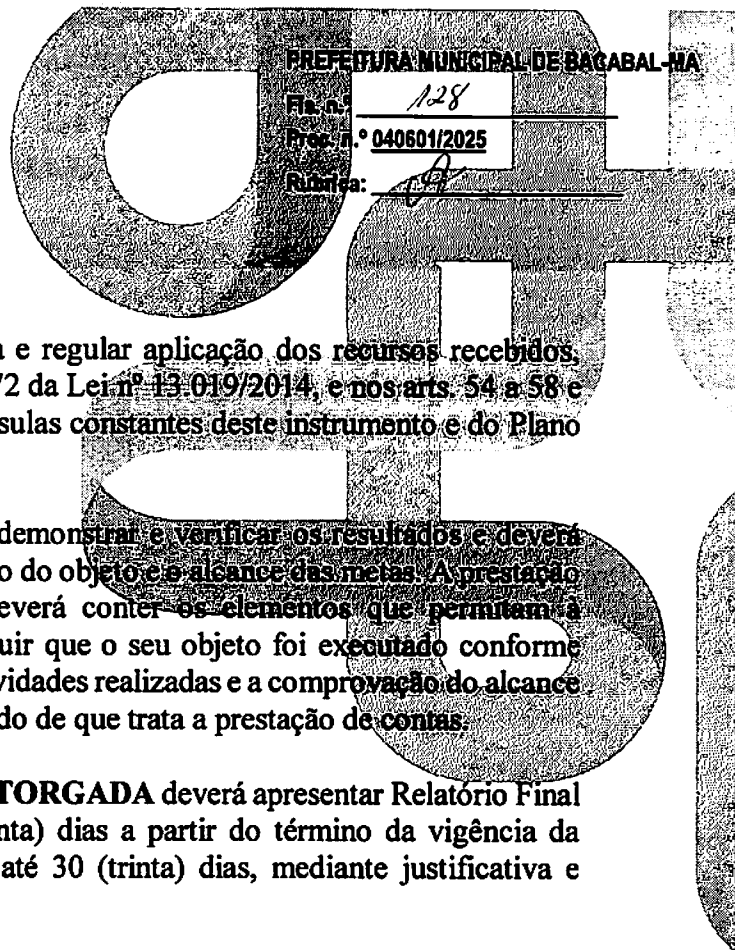 PREFEITURA MUNICIPAL DE BACABAL-MA
Fls. n.º 128
Proc. n.º 040601/2025
Rubrica:
e regular aplicação dos recursos recebidos,
72 da Lei nº 13.019/2014, e nos arts. 54 a 58 e
sulas constantes deste instrumento e do Plano
demonstrar e verificar os resultados e deverá
o do objeto e o alcance das metas. A prestação
everá conter os elementos que permitam à
uir que o seu objeto foi executado conforme
vidades realizadas e a comprovação do alcance
do de que trata a prestação de contas.
TORGADA deverá apresentar Relatório Final
nta) dias a partir do término da vigência da
até 30 (trinta) dias, mediante justificativa e